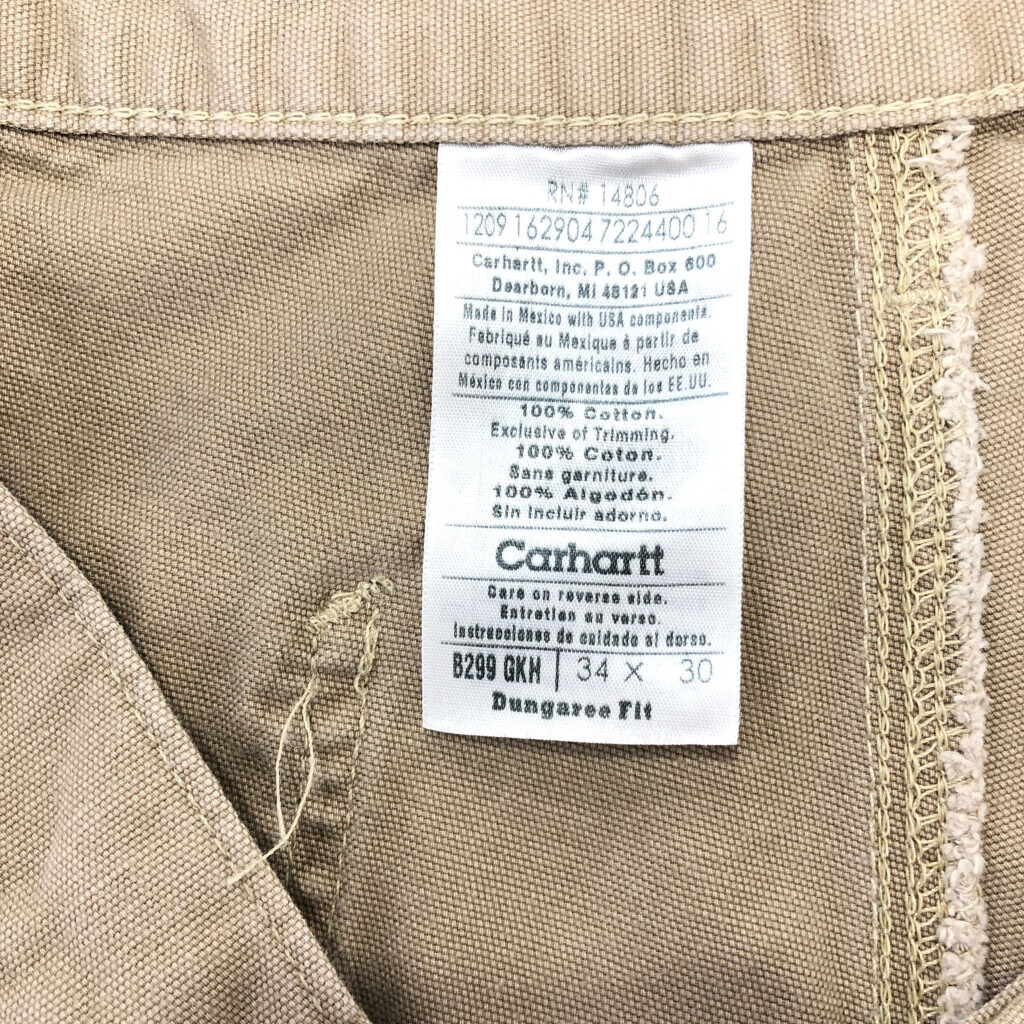 RN# 14806
1209 162904 7224400 16
Carhartt, Inc. P. O. Box 600
Dearborn, MI 48121 USA
Made in Mexico with USA components.
Fabriqué au Mexique à partir de
composants américains. Hecho en
México con componentes de los EE.UU.
100% Cotton.
Exclusive of Trimming.
100% Coton.
Sans garniture.
100% Algodón.
Sin incluir adorno.
Carhartt
Care on reverse side.
Entretien au verso.
Instrucciones de cuidado al dorso.
B299 GKH | 34 X 30
Dungaree Fit